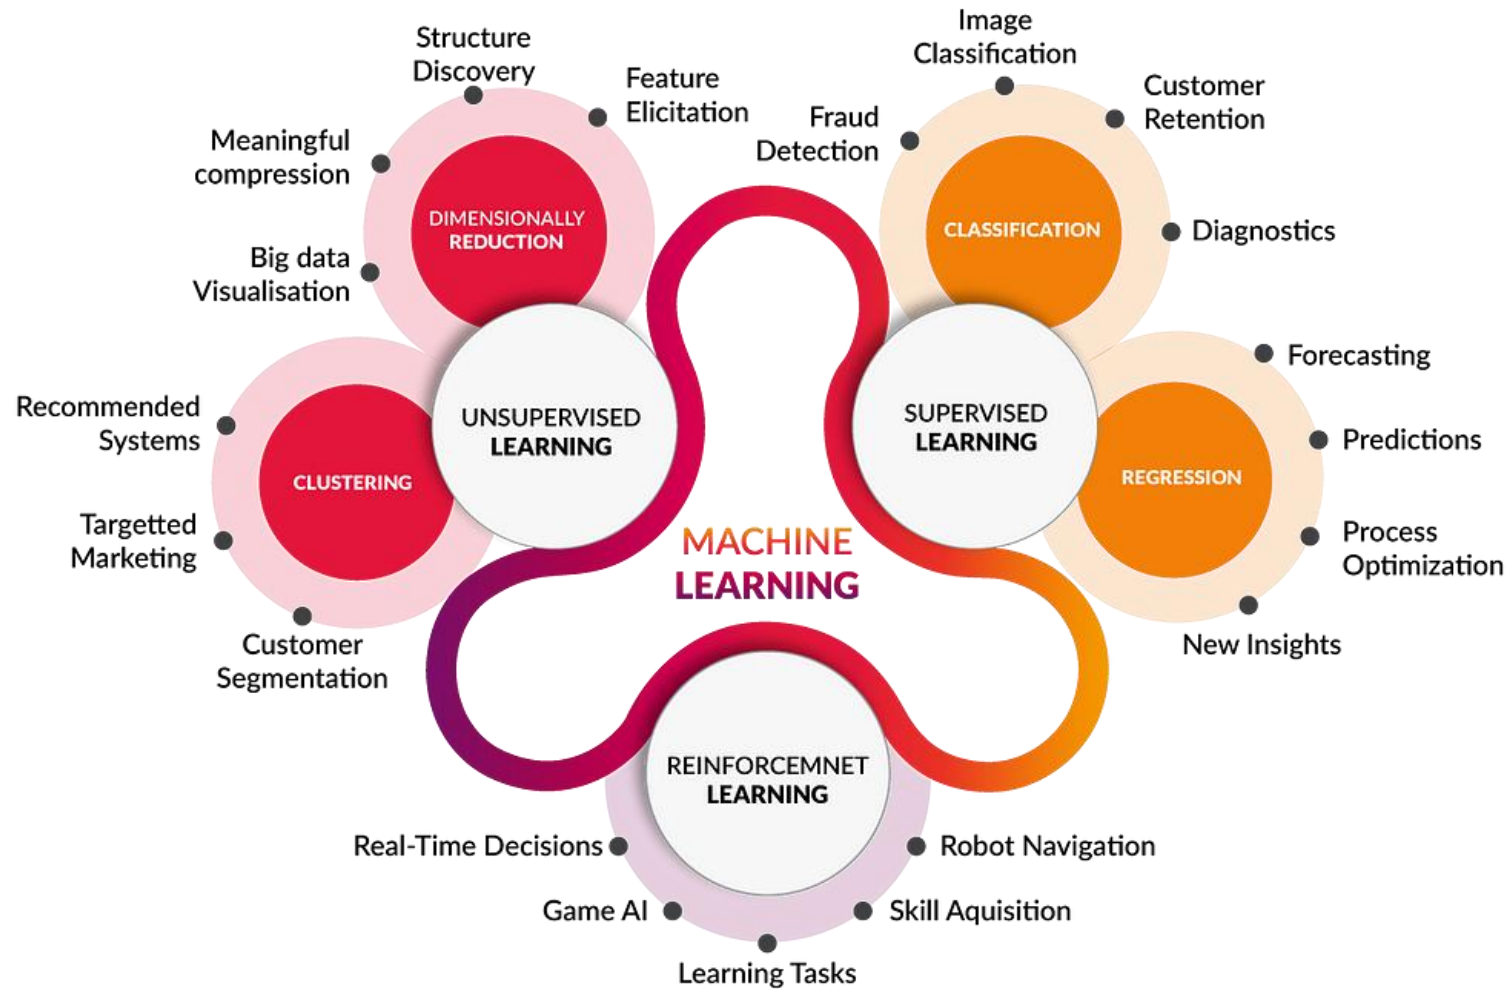 Structure
Discovery
Feature
Elicitation
Meaningful
compression
Big data
Visualisation
DIMENSIONALLY
REDUCTION
Recommended
Systems
Targetted
Marketing
Customer
Segmentation
CLUSTERING
UNSUPERVISED
LEARNING
Image
Classification
Fraud
Detection
Customer
Retention
Diagnostics
CLASSIFICATION
SUPERVISED
LEARNING
Forecasting
Predictions
Process
Optimization
New Insights
REGRESSION
MACHINE
LEARNING
REINFORCEMNET
LEARNING
Real-Time Decisions
Game AI
Learning Tasks
Skill Aquisition
Robot Navigation